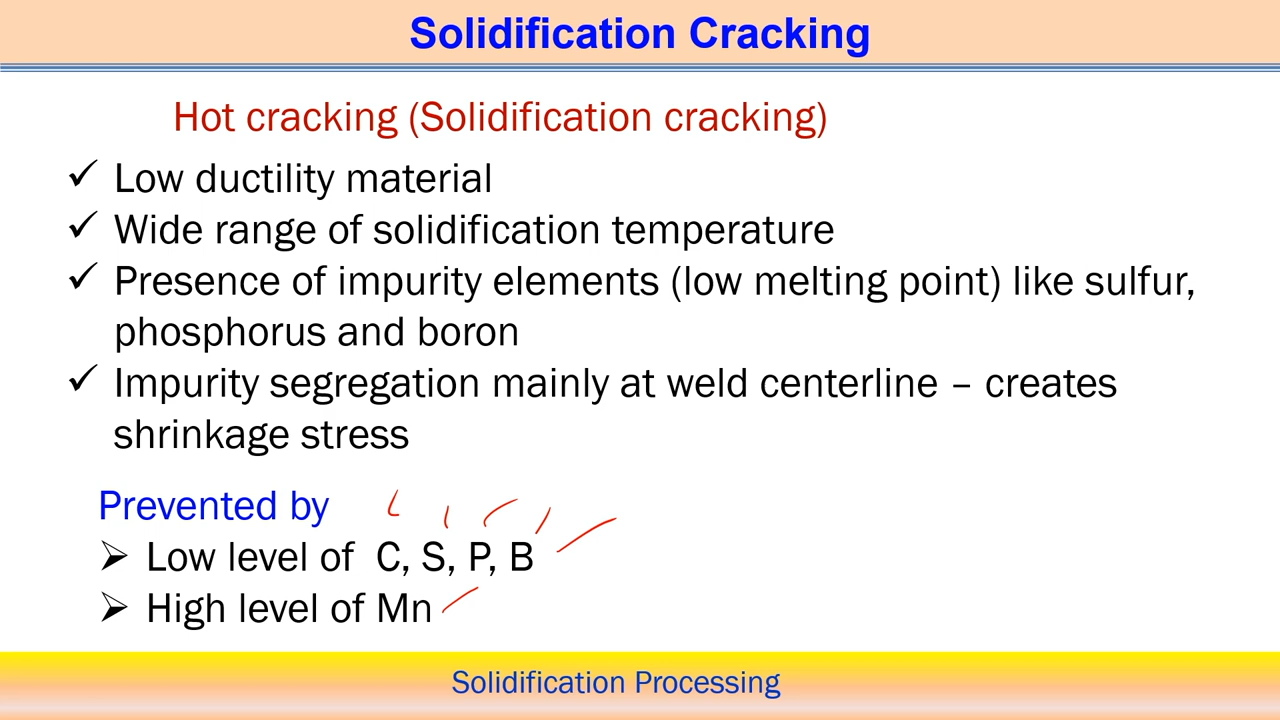 Solidification Cracking
Hot cracking (Solidification cracking)
✓ Low ductility material
✓ Wide range of solidification temperature
✓ Presence of impurity elements (low melting point) like sulfur,
phosphorus and boron
✓ Impurity segregation mainly at weld centerline – creates
shrinkage stress
Prevented by
➢ Low level of C, S, P, B
➢ High level of Mn
Solidification Processing